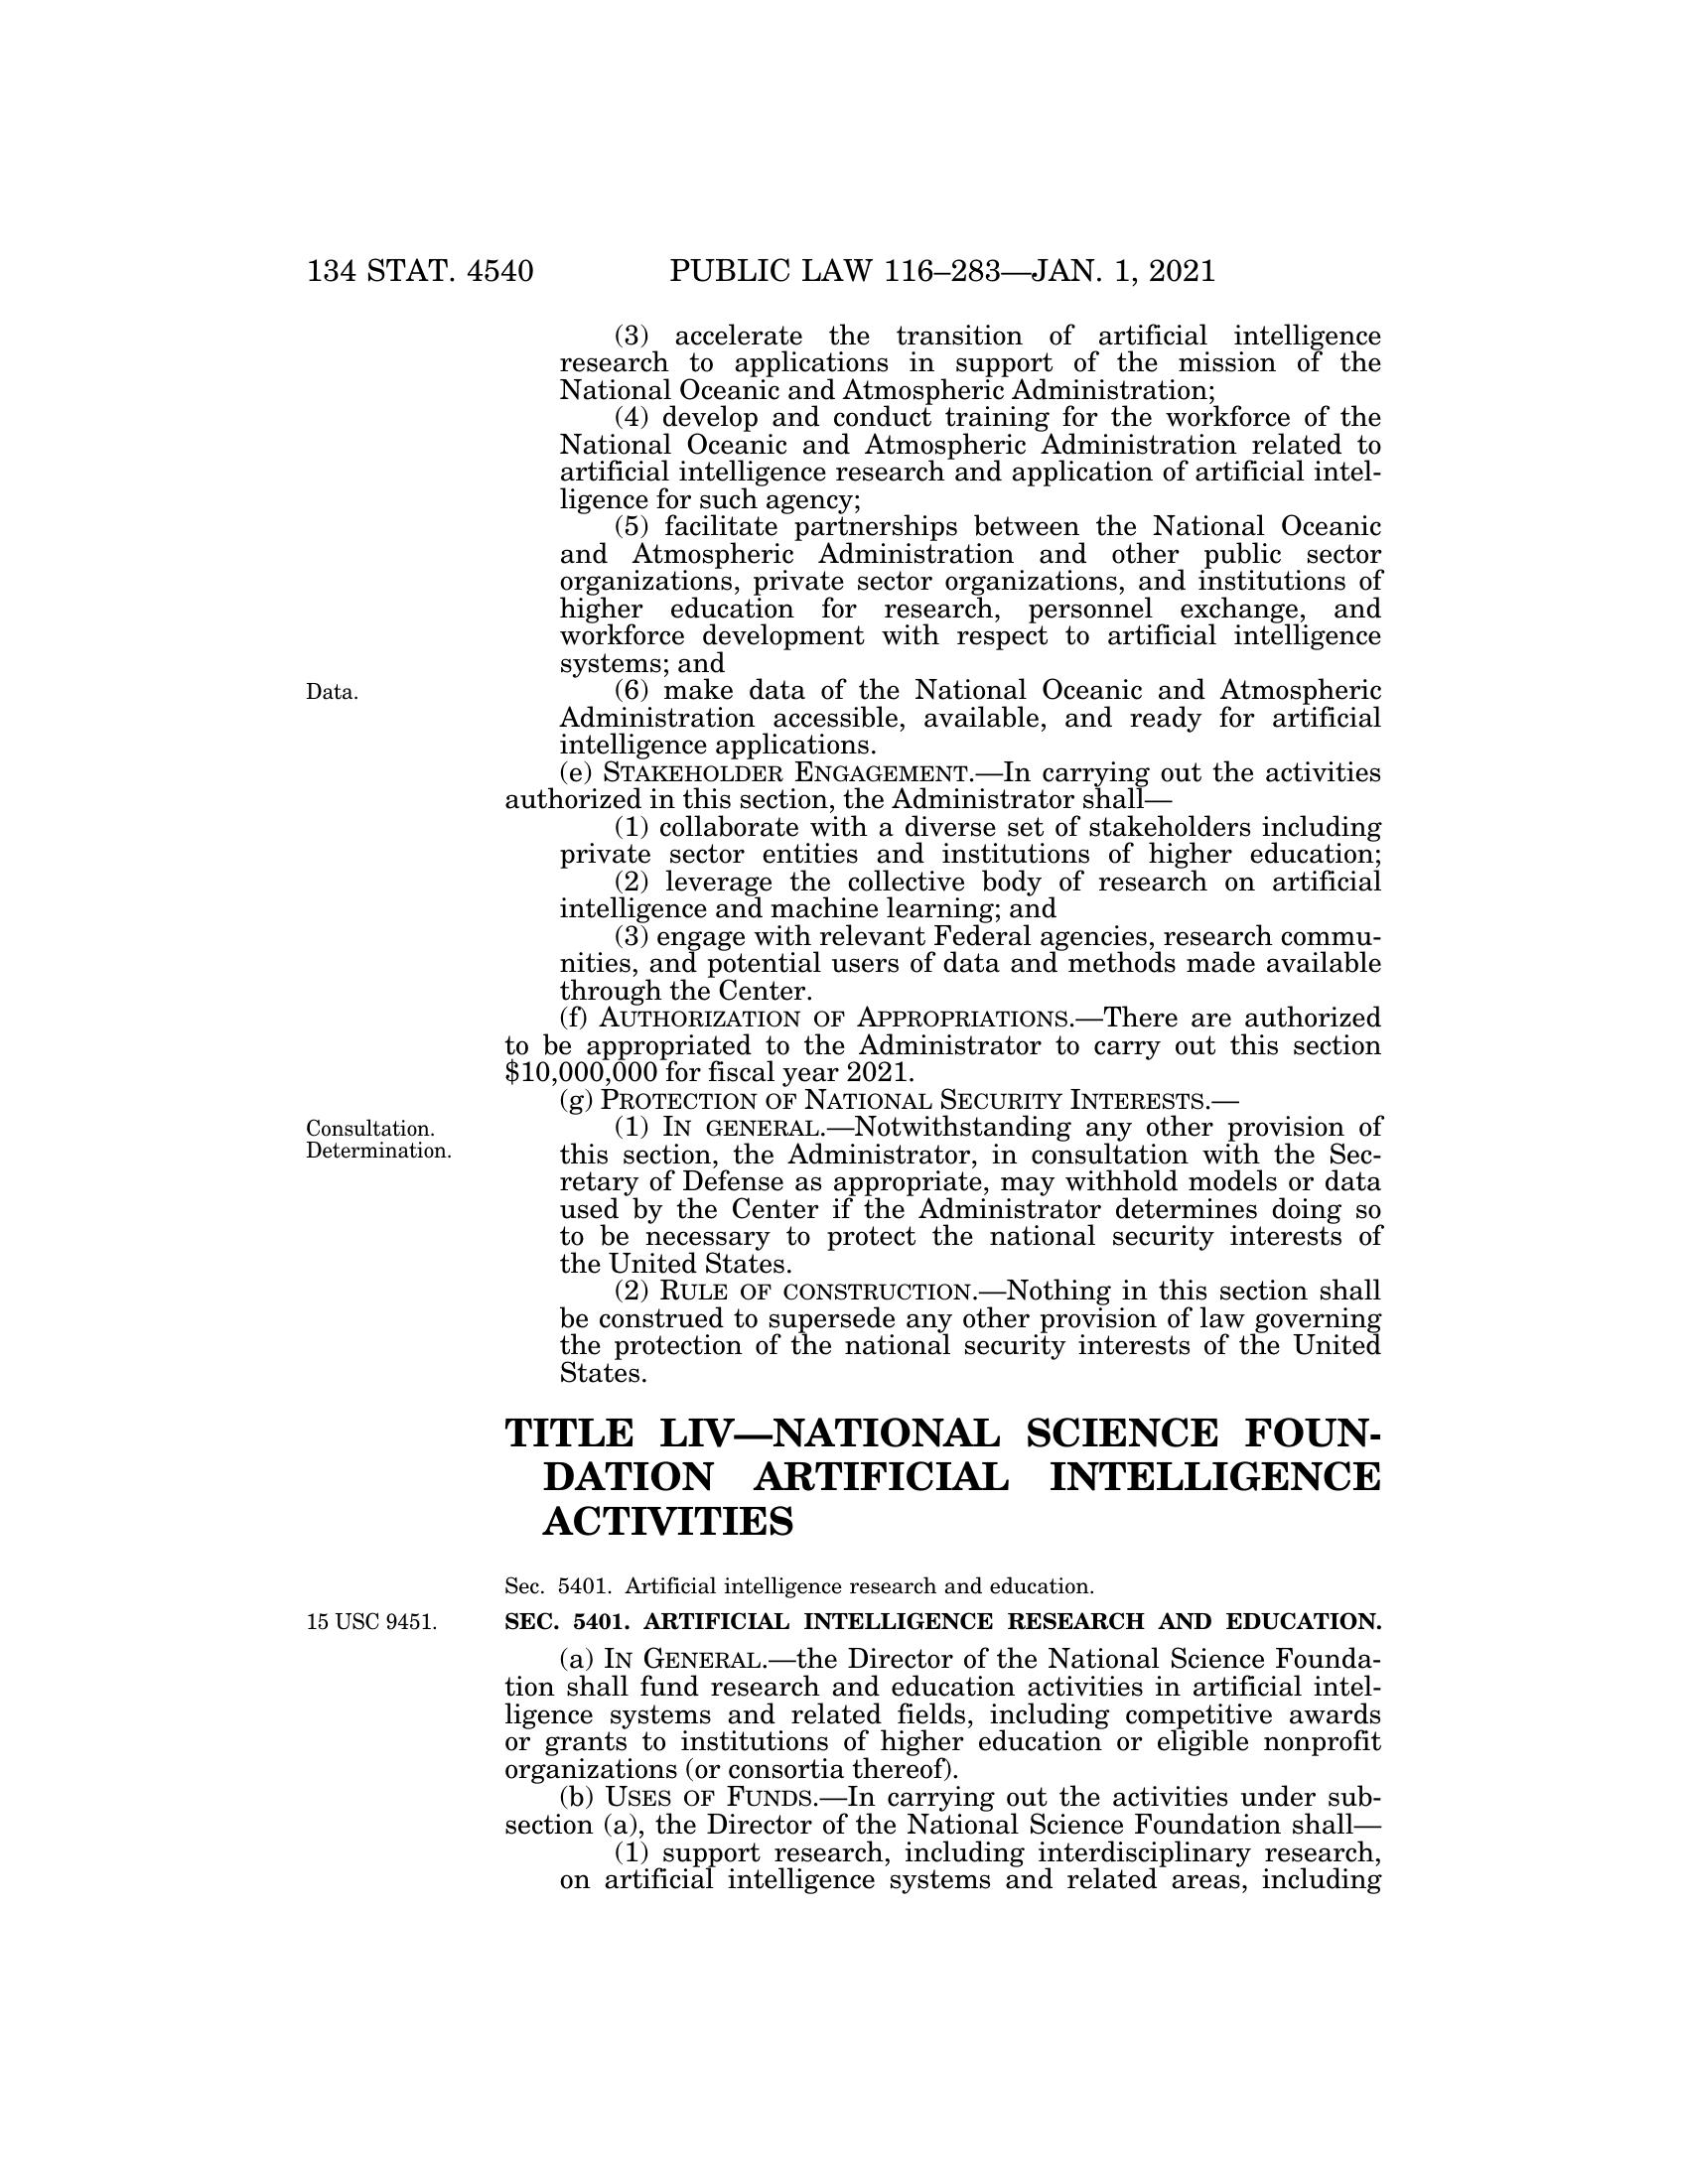 134 STAT. 4540 PUBLIC LAW 116–283—JAN. 1, 2021
(3) accelerate the transition of artificial intelligence
research to applications in support of the mission of the
National Oceanic and Atmospheric Administration;
(4) develop and conduct training for the workforce of the
National Oceanic and Atmospheric Administration related to
artificial intelligence research and application of artificial intel-
ligence for such agency;
(5) facilitate partnerships between the National Oceanic
and Atmospheric Administration and other public sector
organizations, private sector organizations, and institutions of
higher education for research, personnel exchange, and
workforce development with respect to artificial intelligence
systems; and
Data.
(6) make data of the National Oceanic and Atmospheric
Administration accessible, available, and ready for artificial
intelligence applications.
(e) STAKEHOLDER ENGAGEMENT.—In carrying out the activities
authorized in this section, the Administrator shall—
(1) collaborate with a diverse set of stakeholders including
private sector entities and institutions of higher education;
(2) leverage the collective body of research on artificial
intelligence and machine learning; and
(3) engage with relevant Federal agencies, research commu-
nities, and potential users of data and methods made available
through the Center.
(f) AUTHORIZATION OF APPROPRIATIONS.—There are authorized
to be appropriated to the Administrator to carry out this section
$10,000,000 for fiscal year 2021.
(g) PROTECTION OF NATIONAL SECURITY INTERESTS.—
Consultation.
Determination.
(1) IN GENERAL.—Notwithstanding any other provision of
this section, the Administrator, in consultation with the Sec-
retary of Defense as appropriate, may withhold models or data
used by the Center if the Administrator determines doing so
to be necessary to protect the national security interests of
the United States.
(2) RULE OF CONSTRUCTION.—Nothing in this section shall
be construed to supersede any other provision of law governing
the protection of the national security interests of the United
States.
TITLE LIV—NATIONAL SCIENCE FOUN-
DATION ARTIFICIAL INTELLIGENCE
ACTIVITIES
Sec. 5401. Artificial intelligence research and education.
15 USC 9451.
SEC. 5401. ARTIFICIAL INTELLIGENCE RESEARCH AND EDUCATION.
(a) IN GENERAL.—the Director of the National Science Founda-
tion shall fund research and education activities in artificial intel-
ligence systems and related fields, including competitive awards
or grants to institutions of higher education or eligible nonprofit
organizations (or consortia thereof).
(b) USES OF FUNDS.—In carrying out the activities under sub-
section (a), the Director of the National Science Foundation shall—
(1) support research, including interdisciplinary research,
on artificial intelligence systems and related areas, including